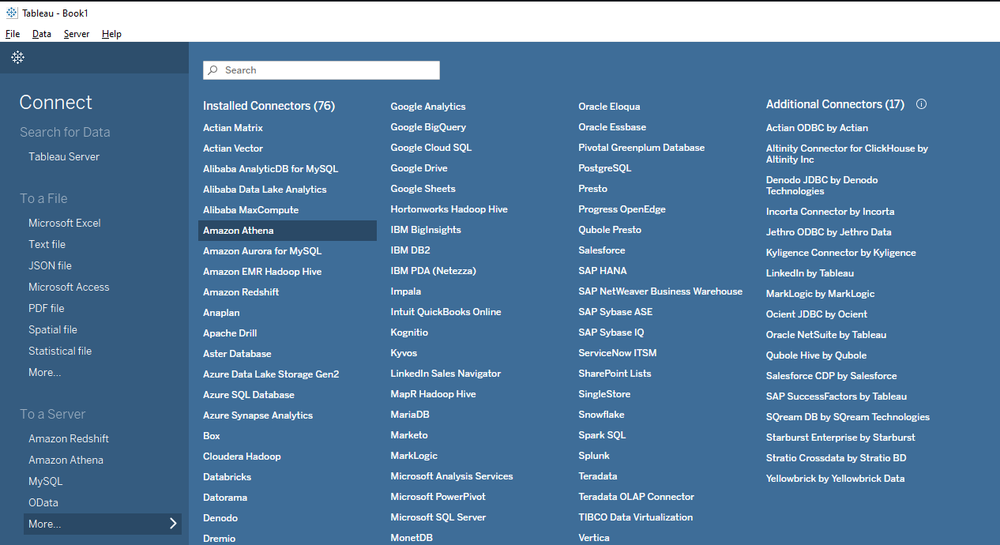 Tableau - Book1
File Data Server Help
Connect
Search for Data
Tableau Server
To a File
Microsoft Excel
Text file
JSON file
Microsoft Access
PDF file
Spatial file
Statistical file
More...
To a Server
Amazon Redshift
Amazon Athena
MySQL
OData
More...
Search
Installed Connectors (76)
Actian Matrix
Actian Vector
Alibaba AnalyticDB for MySQL
Alibaba Data Lake Analytics
Alibaba MaxCompute
Amazon Athena
Amazon Aurora for MySQL
Amazon EMR Hadoop Hive
Amazon Redshift
Anaplan
Apache Drill
Aster Database
Azure Data Lake Storage Gen2
Azure SQL Database
Azure Synapse Analytics
Box
Cloudera Hadoop
Databricks
Datorama
Denodo
Dremio
Google Analytics
Google BigQuery
Google Cloud SQL
Google Drive
Google Sheets
Hortonworks Hadoop Hive
IBM BigInsights
IBM DB2
IBM PDA (Netezza)
Impala
Intuit QuickBooks Online
Kognitio
Kyvos
LinkedIn Sales Navigator
MapR Hadoop Hive
MariaDB
Marketo
MarkLogic
Microsoft Analysis Services
Microsoft PowerPivot
Microsoft SQL Server
MonetDB
Oracle Eloqua
Oracle Essbase
Pivotal Greenplum Database
PostgreSQL
Presto
Progress OpenEdge
Qubole Presto
Salesforce
SAP HANA
SAP NetWeaver Business Warehouse
SAP Sybase ASE
SAP Sybase IQ
ServiceNow ITSM
SharePoint Lists
SingleStore
Snowflake
Spark SQL
Splunk
Teradata
Teradata OLAP Connector
TIBCO Data Virtualization
Vertica
Additional Connectors (17)
Actian ODBC by Actian
Altinity Connector for ClickHouse by
Altinity Inc
Denodo JDBC by Denodo
Technologies
Incorta Connector by Incorta
Jethro ODBC by Jethro Data
Kyligence Connector by Kyligence
LinkedIn by Tableau
MarkLogic by MarkLogic
Ocient JDBC by Ocient
Oracle NetSuite by Tableau
Qubole Hive by Qubole
Salesforce CDP by Salesforce
SAP SuccessFactors by Tableau
SQream DB by SQream Technologies
Starburst Enterprise by Starburst
Stratio Crossdata by Stratio BD
Yellowbrick by Yellowbrick Data